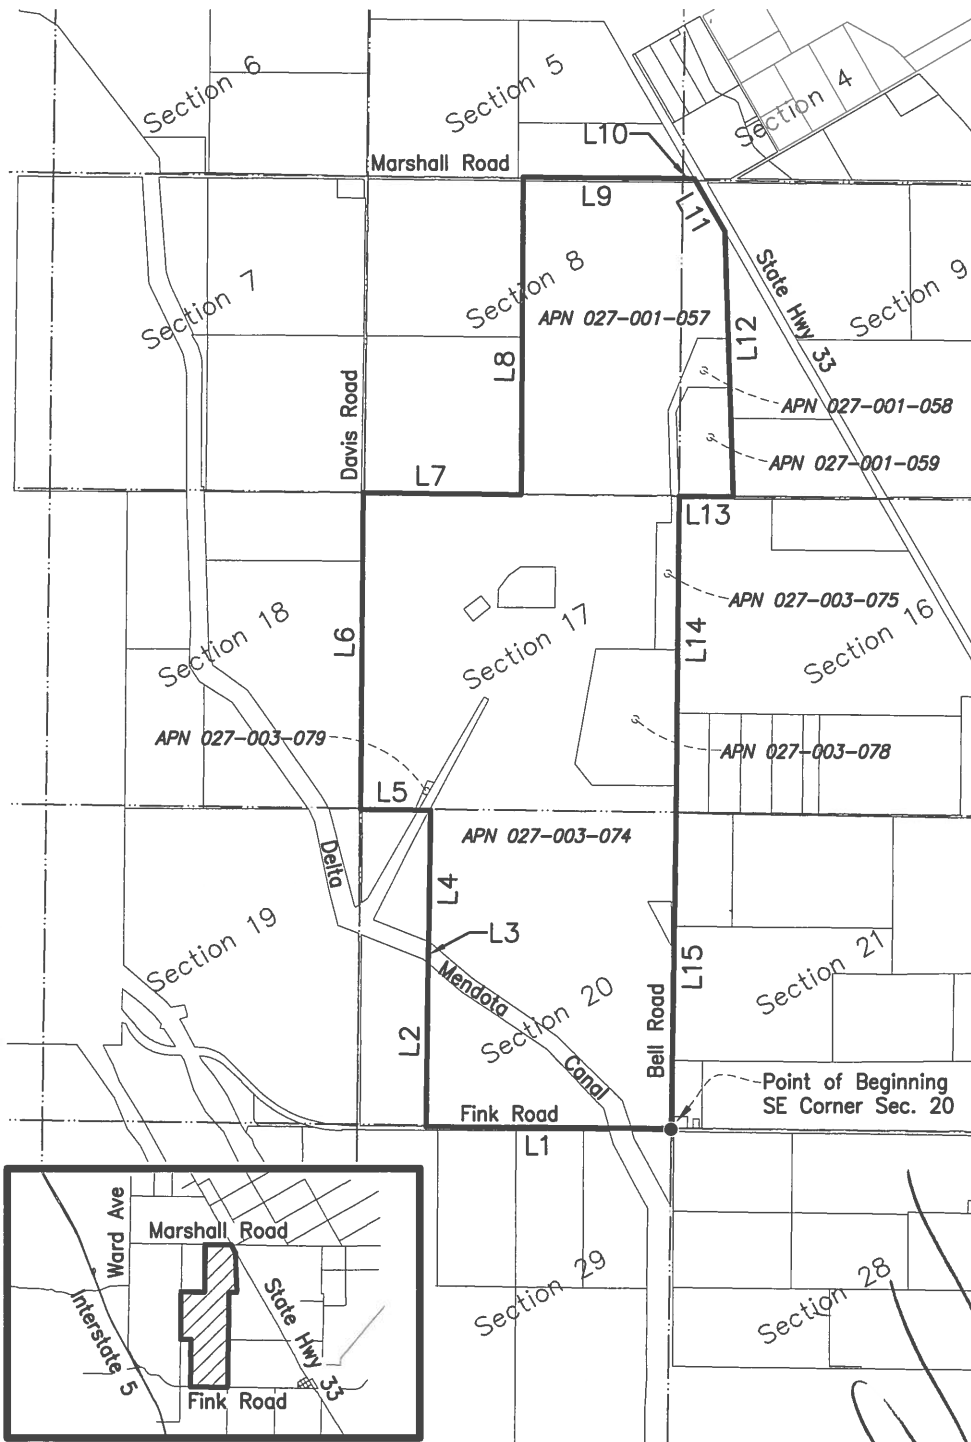 Section 6
Section 5
Section 4
L10
Marshall Road
L9
L11
Section 7
Section 8
State Hwy 33
Section 9
APN 027-001-057
L12
L8
Davis Road
APN 027-001-058
APN 027-001-059
L7
L13
APN 027-003-075
Section 18
L6
Section 17
L14
Section 16
APN 027-003-079
APN 027-003-078
L5
APN 027-003-074
Delta
L4
Section 19
L3
Mendota
Section 20
L15
Section 21
L2
Bell Road
Canal
Point of Beginning
SE Corner Sec. 20
Fink Road
L1
Ward Ave
Marshall Road
Interstate 5
State Hwy 33
Fink Road
Section 29
Section 28